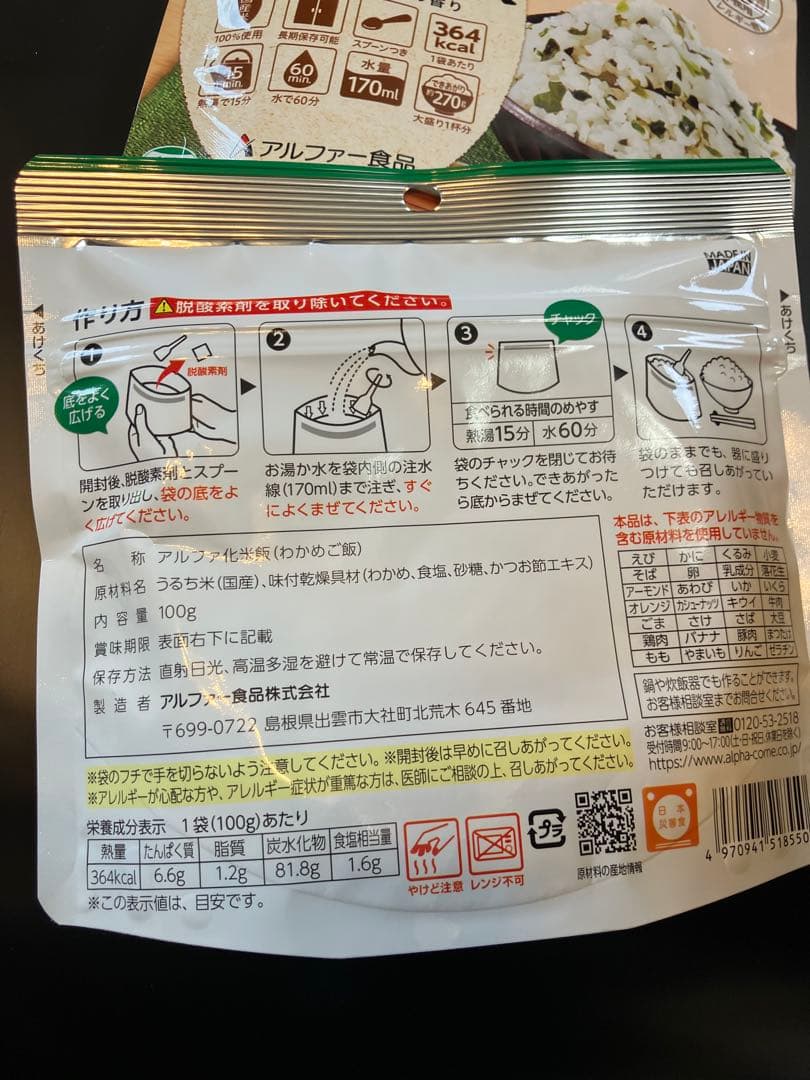 香り
100%使用
長期保存可能
スプーンつき
364
kcal
1袋あたり
15
min.
熱湯で15分
60
min.
水で60分
水量
170ml
できあがり
約270g
大盛り1杯分
アルファー食品
MADE IN
JAPAN
あけくち
あけくち
作り方
脱酸素剤を取り除いてください。
1
脱酸素剤
底をよく
広げる
開封後、脱酸素剤とスプー
ンを取り出し、袋の底をよ
く広げてください。
2
お湯か水を袋内側の注水
線(170ml)まで注ぎ、すぐ
によくまぜてください。
3
チャック
食べられる時間のめやす
熱湯15分 水60分
袋のチャックを閉じてお待
ちください。できあがった
ら底からまぜてください。
4
袋のままでも、器に盛り
つけても召しあがってい
ただけます。
名称 アルファ化米飯(わかめご飯)
原材料名 うるち米(国産)、味付乾燥具材(わかめ、食塩、砂糖、かつお節エキス)
内容量 100g
賞味期限 表面右下に記載
保存方法 直射日光、高温多湿を避けて常温で保存してください。
製造者 アルファー食品株式会社
〒699-0722 島根県出雲市大社町北荒木645番地
本品は、下表のアレルギー物質を
含む原材料を使用していません。
えび かに くるみ 小麦
そば 卵 乳成分 落花生
アーモンド あわび いか いくら
オレンジ カシューナッツ キウイ 牛肉
ごま さけ さば 大豆
鶏肉 バナナ 豚肉 まつたけ
もも やまいも りんご ゼラチン
鍋や炊飯器でも作ることができます。
お客様相談室までお問合せください。
お客様相談室 0120-53-2518
受付時間9:00〜17:00(土・日・祝日、休業日を除く)
https://www.alpha-come.co.jp/
※袋のフチで手を切らないよう注意してください。※開封後は早めに召しあがってください。
※アレルギーが心配な方や、アレルギー症状が重篤な方は、医師にご相談の上、召しあがってください。
栄養成分表示 1袋(100g)あたり
熱量 たんぱく質 脂質 炭水化物 食塩相当量
364kcal 6.6g 1.2g 81.8g 1.6g
※この表示値は、目安です。
やけど注意
レンジ不可
プラ
原材料の産地情報
日本
災害食
4 970941 518550